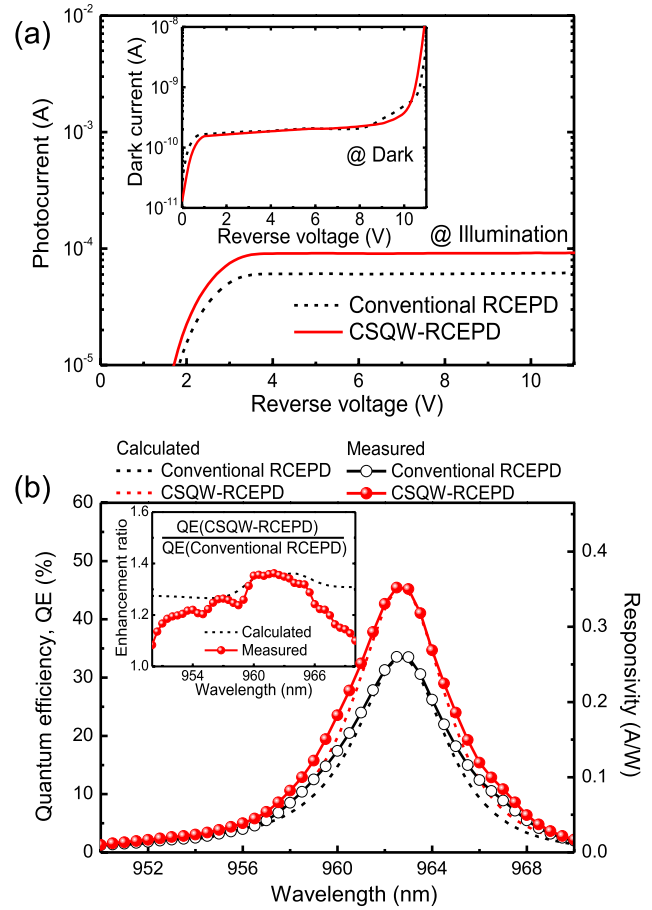 (a)
10⁻²
10⁻³
10⁻⁴
10⁻⁵
Photocurrent (A)
10⁻⁸
10⁻⁹
10⁻¹⁰
10⁻¹¹
Dark current (A)
@ Dark
0 2 4 6 8 10
Reverse voltage (V)
@ Illumination
Conventional RCEPD
CSQW-RCEPD
0 2 4 6 8 10
Reverse voltage (V)
(b)
Calculated Measured
Conventional RCEPD Conventional RCEPD
CSQW-RCEPD CSQW-RCEPD
60
50
40
30
20
10
0
Quantum efficiency, QE (%)
1.6
1.4
1.2
1.0
Enhancement ratio
QE(CSQW-RCEPD)
QE(Conventional RCEPD)
Calculated
Measured
954 960 966
Wavelength (nm)
0.4
0.3
0.2
0.1
0.0
Responsivity (A/W)
952 956 960 964 968
Wavelength (nm)